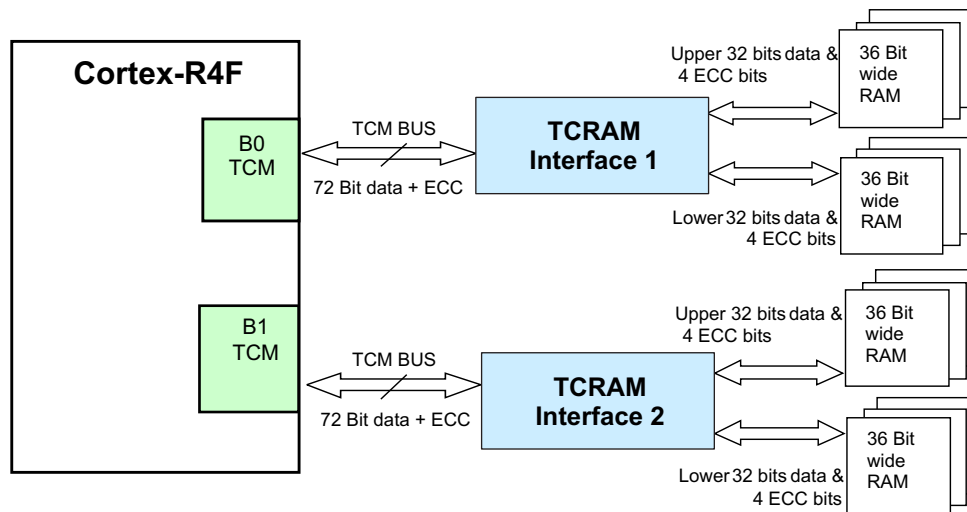 Cortex-R4F
B0
TCM
TCM BUS
72 Bit data + ECC
TCRAM
Interface 1
Upper 32 bits data &
4 ECC bits
36 Bit
wide
RAM
Lower 32 bits data &
4 ECC bits
36 Bit
wide
RAM
B1
TCM
TCM BUS
72 Bit data + ECC
TCRAM
Interface 2
Upper 32 bits data &
4 ECC bits
36 Bit
wide
RAM
Lower 32 bits data &
4 ECC bits
36 Bit
wide
RAM